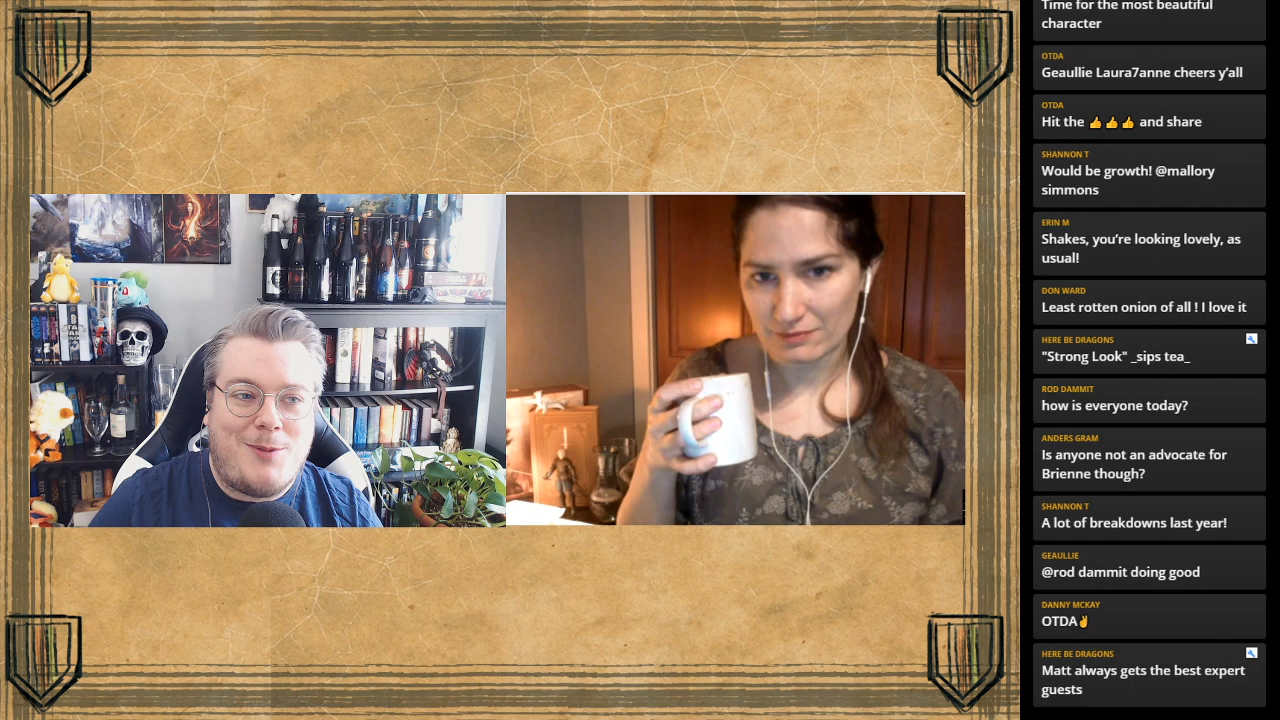 Time for the most beautiful
character
OTDA
Geaullie Laura7anne cheers y'all
OTDA
Hit the 👍👍👍 and share
SHANNON T
Would be growth! @mallory
simmons
ERIN M
Shakes, you're looking lovely, as
usual!
DON WARD
Least rotten onion of all ! I love it
HERE BE DRAGONS
"Strong Look" _sips tea_
ROD DAMMIT
how is everyone today?
ANDERS GRAM
Is anyone not an advocate for
Brienne though?
SHANNON T
A lot of breakdowns last year!
GEAULLIE
@rod dammit doing good
DANNY MCKAY
OTDA✌
HERE BE DRAGONS
Matt always gets the best expert
guests